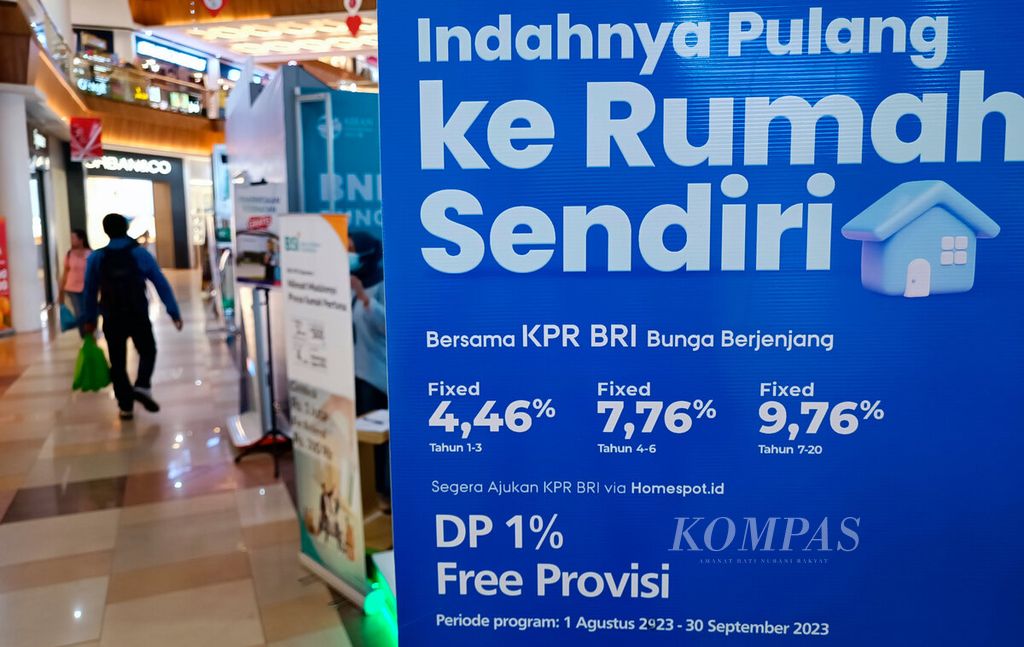 Indahnya Pulang
ke Rumah
Sendiri
Bersama KPR BRI Bunga Berjenjang
Fixed
4,46%
Tahun 1-3
Fixed
7,76%
Tahun 4-6
Fixed
9,76%
Tahun 7-20
Segera Ajukan KPR BRI via Homespot.id
DP 1%
Free Provisi
Periode program: 1 Agustus 2023 - 30 September 2023
KOMPAS
AMANAT HATI NURANI RAKYAT
BNI
BSI